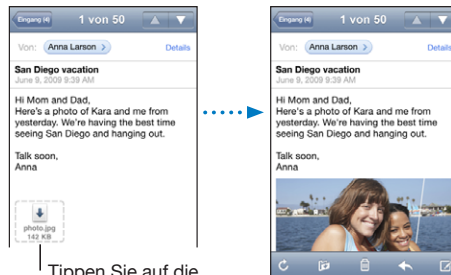 Eingang (4) 1 von 50
Von: Anna Larson Details
San Diego vacation
June 9, 2009 9:39 AM
Hi Mom and Dad,
Here's a photo of Kara and me from
yesterday. We're having the best time
seeing San Diego and hanging out.
Talk soon,
Anna
photo.jpg
142 KB
Tippen Sie auf die
Eingang (4) 1 von 50
Von: Anna Larson Details
San Diego vacation
June 9, 2009 9:39 AM
Hi Mom and Dad,
Here's a photo of Kara and me from
yesterday. We're having the best time
seeing San Diego and hanging out.
Talk soon,
Anna